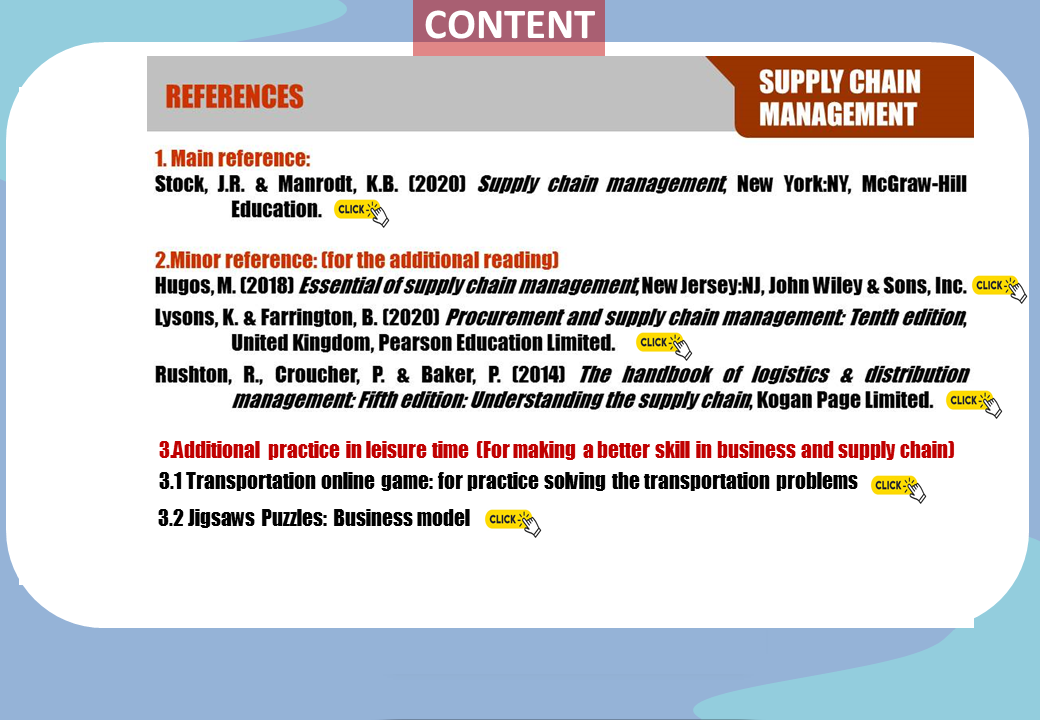 CONTENT
REFERENCES
SUPPLY CHAIN
MANAGEMENT
1. Main reference:
Stock, J.R. & Manrodt, K.B. (2020) Supply chain management, New York:NY, McGraw-Hill
Education.
CLICK
2.Minor reference: (for the additional reading)
Hugos, M. (2018) Essential of supply chain management, New Jersey:NJ, John Wiley & Sons, Inc.
CLICK
Lysons, K. & Farrington, B. (2020) Procurement and supply chain management: Tenth edition,
United Kingdom, Pearson Education Limited.
CLICK
Rushton, R., Croucher, P. & Baker, P. (2014) The handbook of logistics & distribution
management: Fifth edition: Understanding the supply chain, Kogan Page Limited.
CLICK
3.Additional practice in leisure time (For making a better skill in business and supply chain)
3.1 Transportation online game: for practice solving the transportation problems
CLICK
3.2 Jigsaws Puzzles: Business model
CLICK